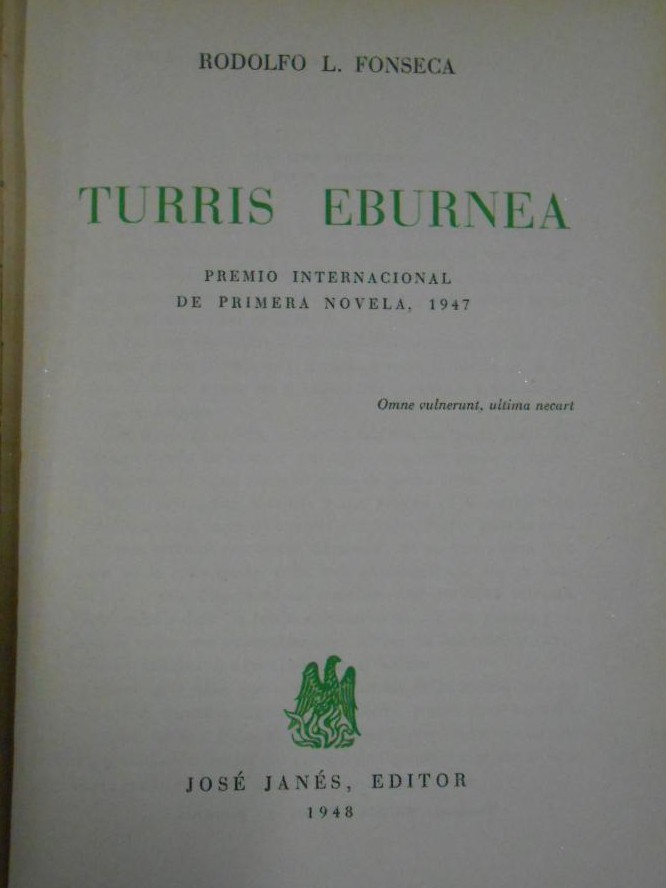 RODOLFO L. FONSECA
TURRIS EBURNEA
PREMIO INTERNACIONAL
DE PRIMERA NOVELA, 1947
Omne vulnerunt, ultima necart
JOSÉ JANÉS, EDITOR
1948